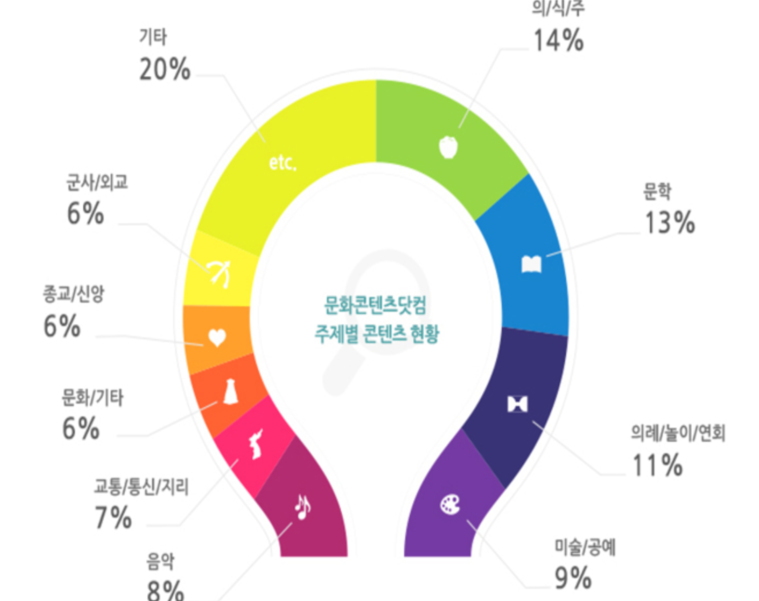 의/식/주
14%
기타
20%
etc.
군사/외교
6%
문학
13%
종교/신앙
6%
문화콘텐츠닷컴
주제별 콘텐츠 현황
문화/기타
6%
의례/놀이/연회
11%
교통/통신/지리
7%
미술/공예
9%
음악
8%